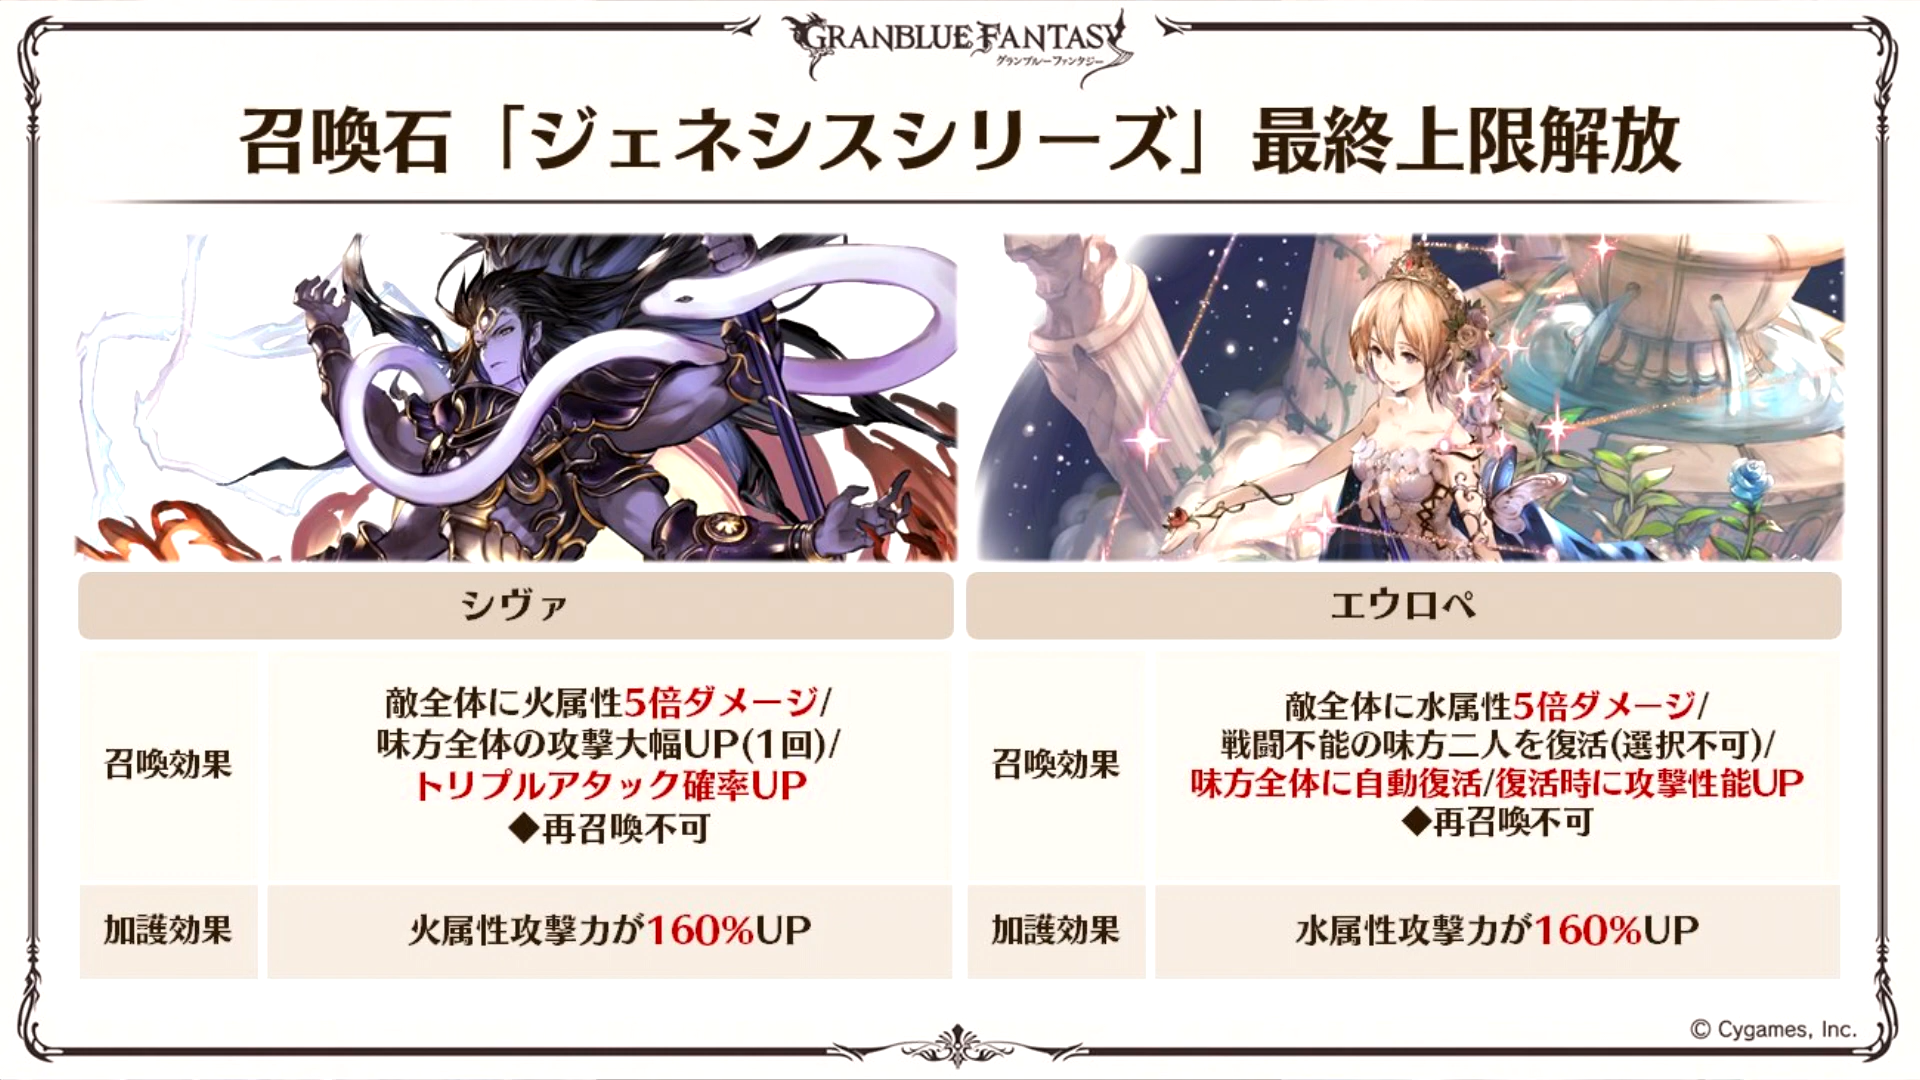 GRANBLUE FANTASY
グランブルーファンタジー
召喚石「ジェネシスシリーズ」最終上限解放
シヴァ
召喚効果
敵全体に火属性5倍ダメージ/
味方全体の攻撃大幅UP(1回)/
トリプルアタック確率UP
◆再召喚不可
加護効果
火属性攻撃力が160%UP
エウロペ
召喚効果
敵全体に水属性5倍ダメージ/
戦闘不能の味方二人を復活(選択不可)/
味方全体に自動復活/復活時に攻撃性能UP
◆再召喚不可
加護効果
水属性攻撃力が160%UP
© Cygames, Inc.